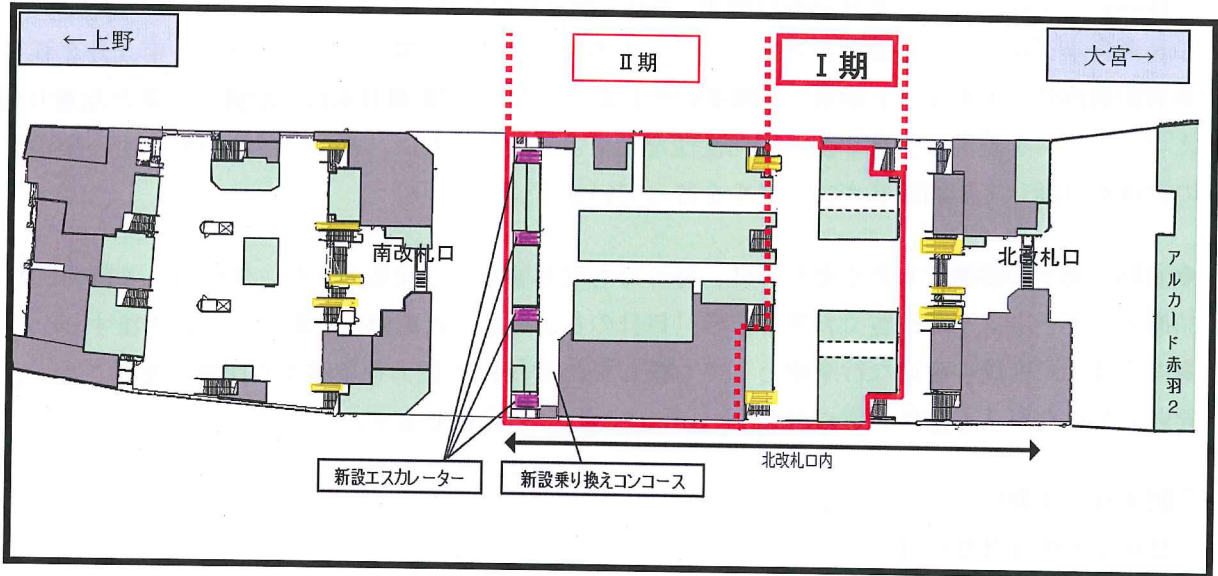 ←上野
Ⅱ期
Ⅰ期
大宮→
南改札口
北改札口
アルカード赤羽2
北改札口内
新設エスカレーター
新設乗り換えコンコース